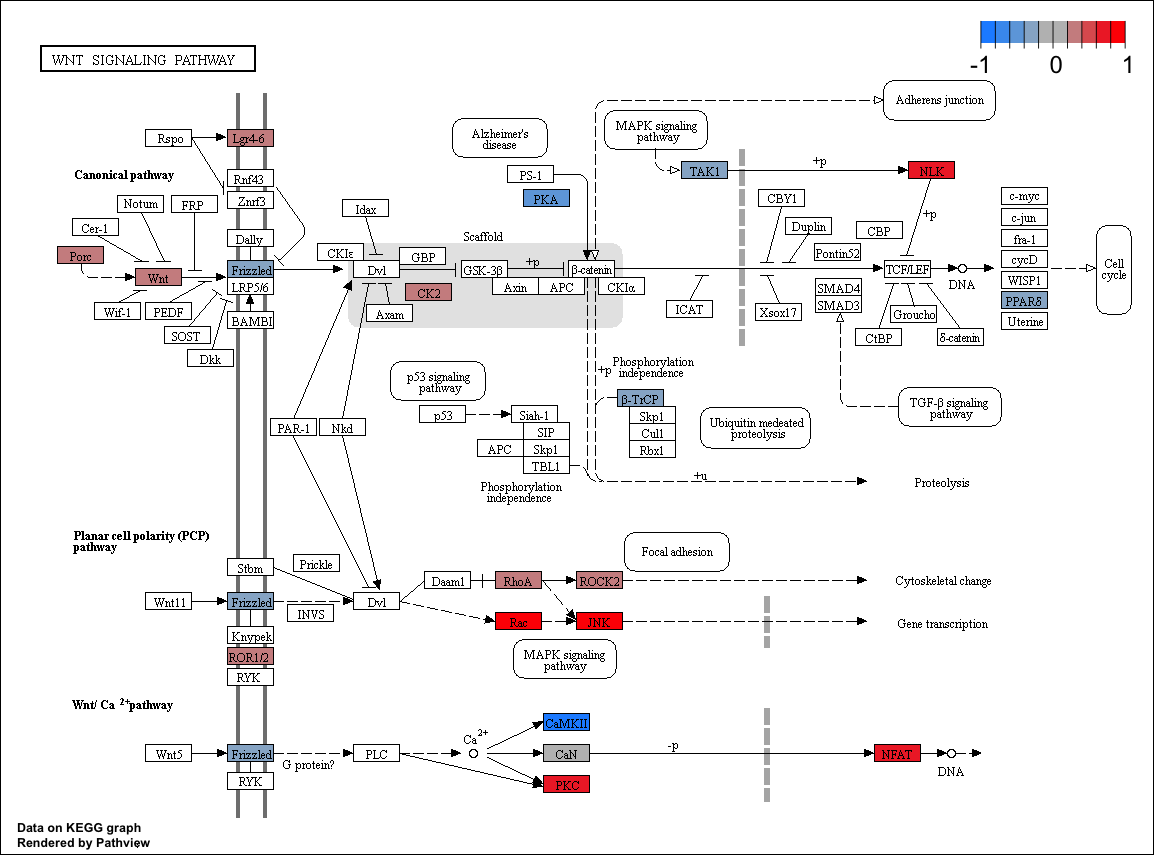 WNT SIGNALING PATHWAY
-1 0 1
Adherens junction
Alzheimer's
disease
MAPK signaling
pathway
Rspo
Lgr4-6
Canonical pathway
Rnf43
Znrf3
PS-1
PKA
TAK1
+p
NLK
+p
Notum
FRP
Cer-1
Porc
Wnt
Dally
Frizzled
LRP5/6
BAMBI
Wif-1
PEDF
SOST
Dkk
Idax
Scaffold
CKIε
GBP
Dvl
GSK-3β
+p
β-catenin
CK2
Axin
APC
CKIα
Axam
CBY1
Duplin
Pontin52
CBP
SMAD4
SMAD3
ICAT
Xsox17
TCF/LEF
DNA
Groucho
CtBP
δ-catenin
c-myc
c-jun
fra-1
cycD
WISP1
PPARδ
Uterine
Cell
cycle
p53 signaling
pathway
p53
Siah-1
SIP
APC
Skp1
TBL1
Phosphorylation
independence
+p
Phosphorylation
independence
β-TrCP
Skp1
Cul1
Rbx1
Ubiquitin medeated
proteolysis
TGF-β signaling
pathway
+u
Proteolysis
PAR-1
Nkd
Planar cell polarity (PCP)
pathway
Stbm
Prickle
Wnt11
Frizzled
INVS
Dvl
Knypek
ROR1/2
RYK
Daam1
RhoA
ROCK2
Rac
JNK
Focal adhesion
MAPK signaling
pathway
Cytoskeletal change
Gene transcription
Wnt/ Ca 2+ pathway
Wnt5
Frizzled
RYK
G protein?
PLC
Ca2+
CaMKII
CaN
PKC
-p
NFAT
DNA
Data on KEGG graph
Rendered by Pathview